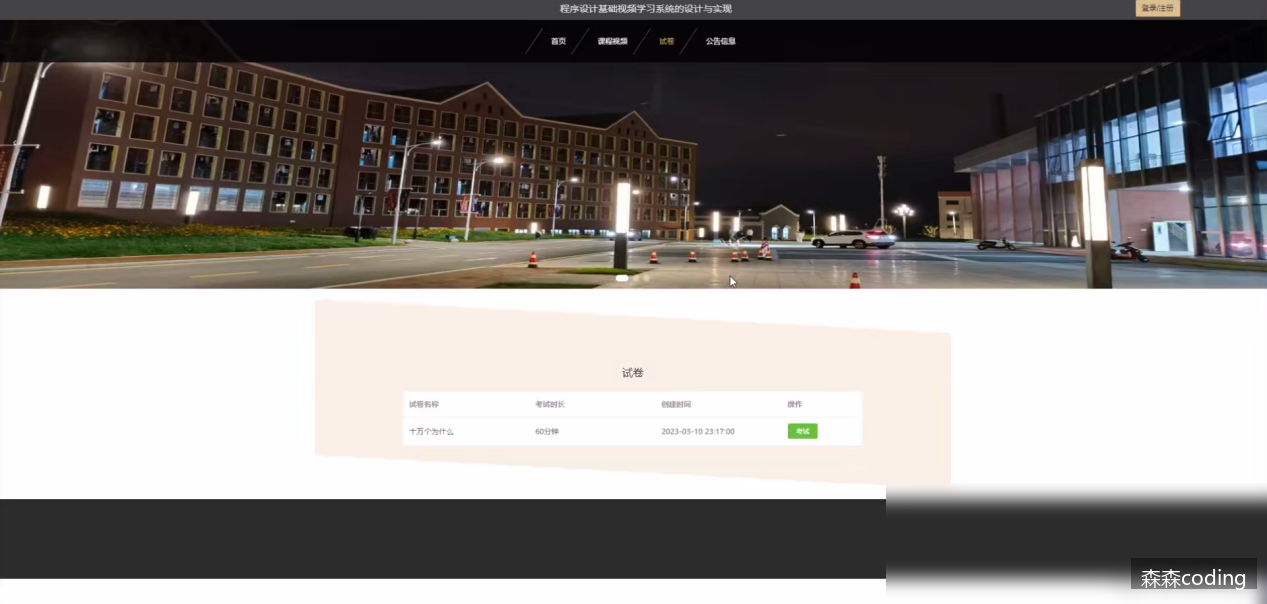 程序设计基础视频学习系统的设计与实现
登录/注册
首页
课程视频
试卷
公告信息
试卷
试卷名称 考试时长 创建时间 操作
十万个为什么 60分钟 2023-03-10 23:17:00 考试
森森coding